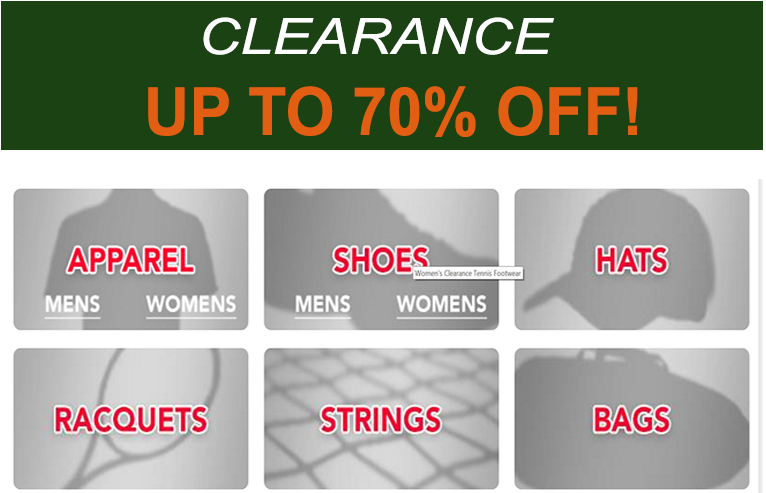 CLEARANCE
UP TO 70% OFF!
APPAREL
MENS WOMENS
SHOES
Women's Clearance Tennis Footwear
MENS WOMENS
HATS
RACQUETS
STRINGS
BAGS